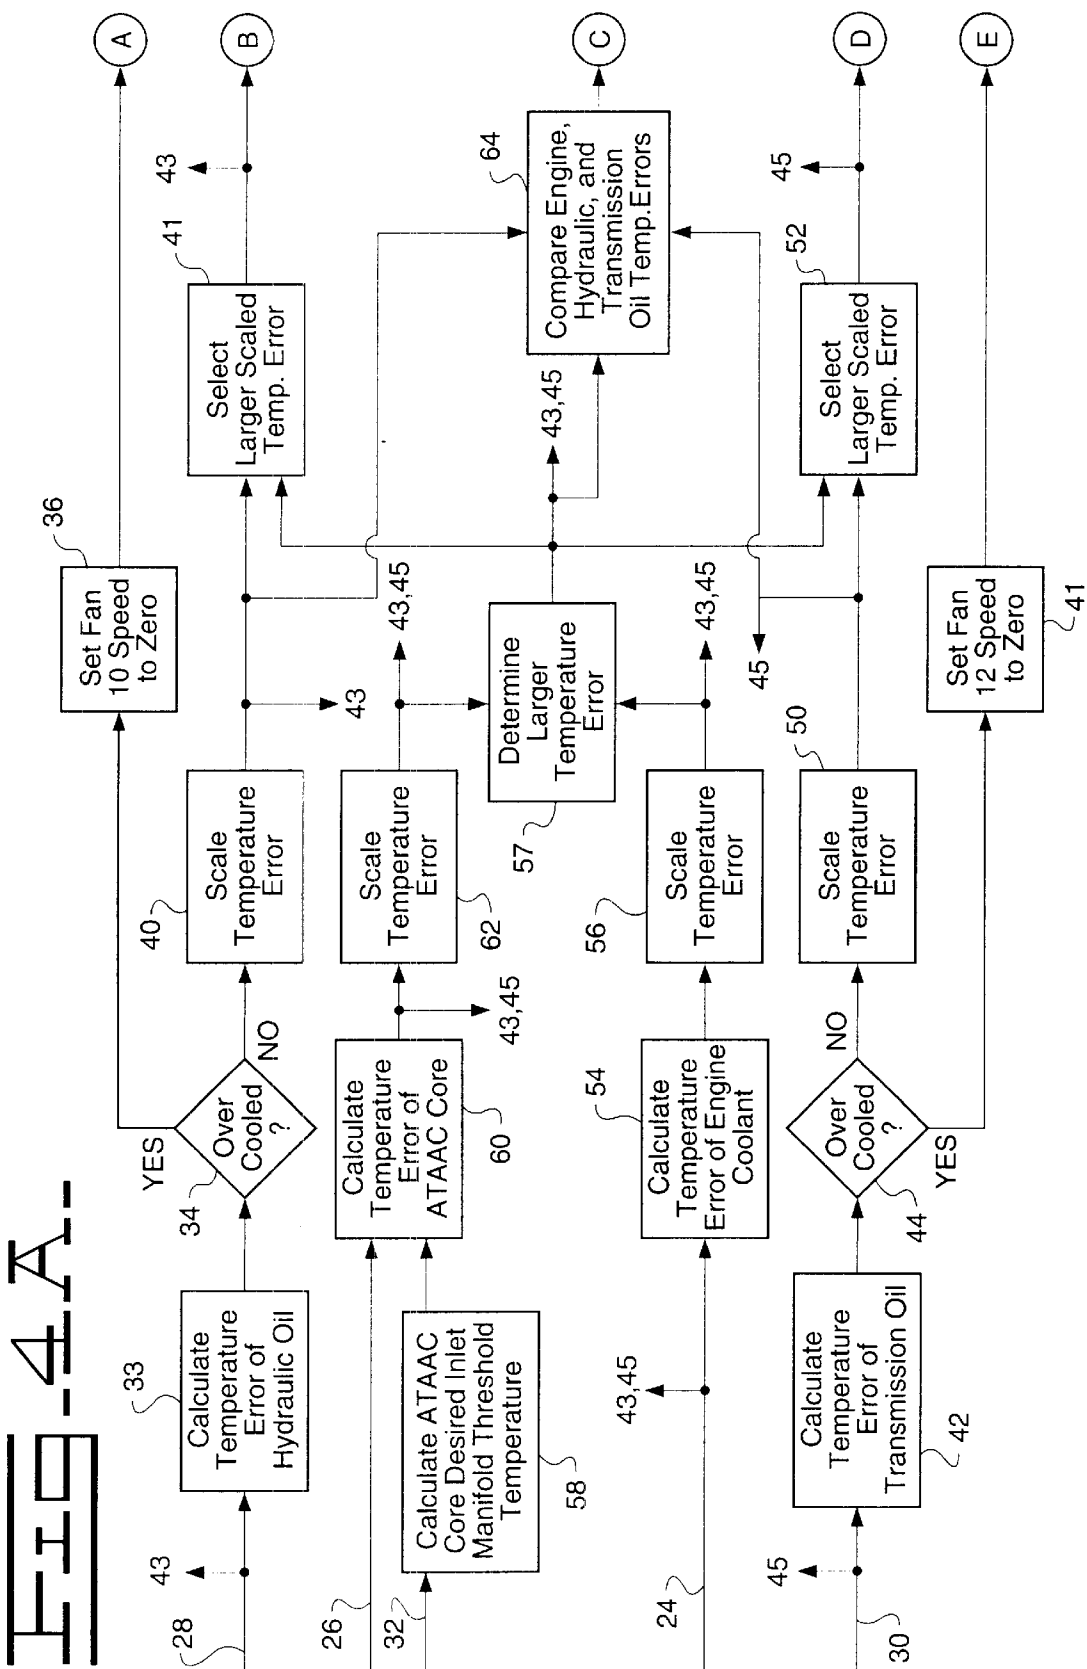 FIG-4A-
28
43
33
Calculate
Temperature
Error of
Hydraulic Oil
34
Over
Cooled
?
YES
NO
36
Set Fan
10 Speed
to Zero
A
40
Scale
Temperature
Error
43
41
Select
Larger Scaled
Temp. Error
43
B
26
32
Calculate ATAAC
Core Desired Inlet
Manifold Threshold
Temperature
58
Calculate
Temperature
Error of
ATAAC Core
60
43,45
Scale
Temperature
Error
62
43,45
Determine
Larger
Temperature
Error
57
43,45
64
Compare Engine,
Hydraulic, and
Transmission
Oil Temp.Errors
C
24
43,45
54
Calculate
Temperature
Error of Engine
Coolant
56
Scale
Temperature
Error
43,45
45
30
45
Calculate
Temperature
Error of
Transmission Oil
42
44
Over
Cooled
?
NO
YES
50
Scale
Temperature
Error
52
Select
Larger Scaled
Temp. Error
45
D
Set Fan
12 Speed
to Zero
41
E